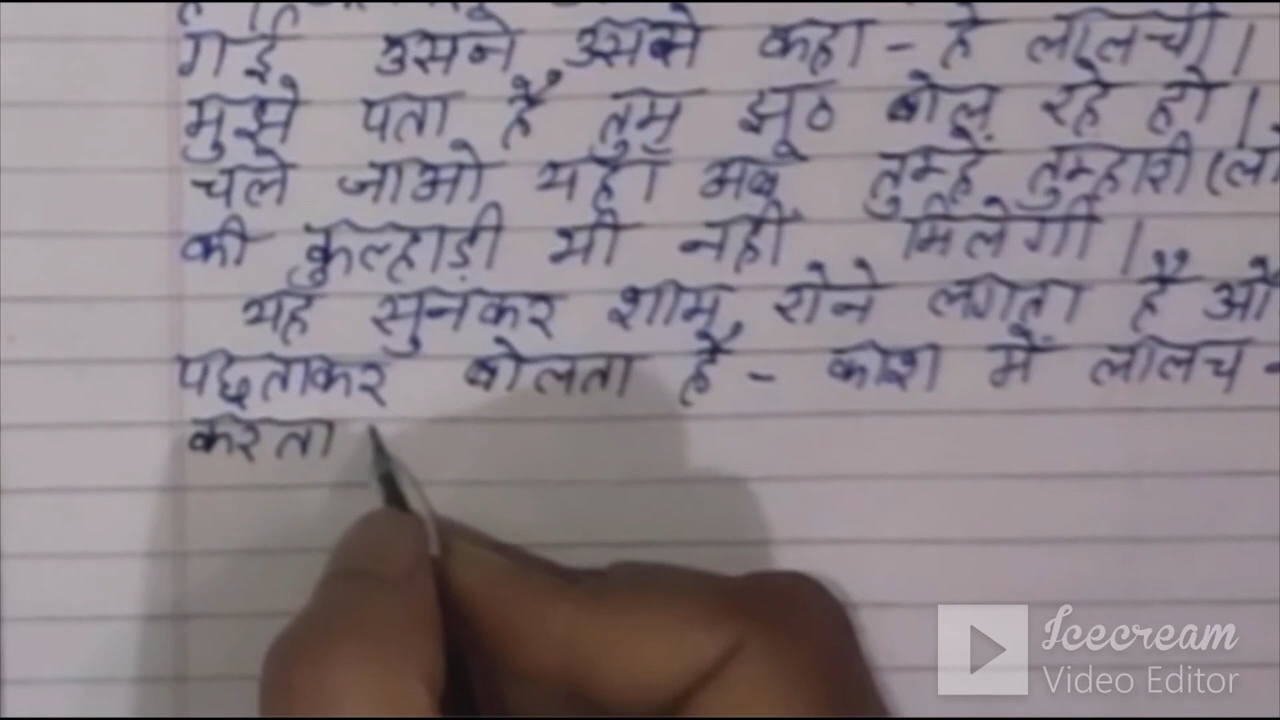 गई उसने उससे कहा - हे लालची।
मुझे पता है तुम झूठ बोल रहे हो।
चले जाओ यहाँ अब तुम्हें तुम्हारी (लो
की कुल्हाड़ी भी नहीं मिलेगी।
यह सुनकर शामू रोने लगता है औ
पछताकर बोलता है - काश में लालच
करता
Icecream
Video Editor